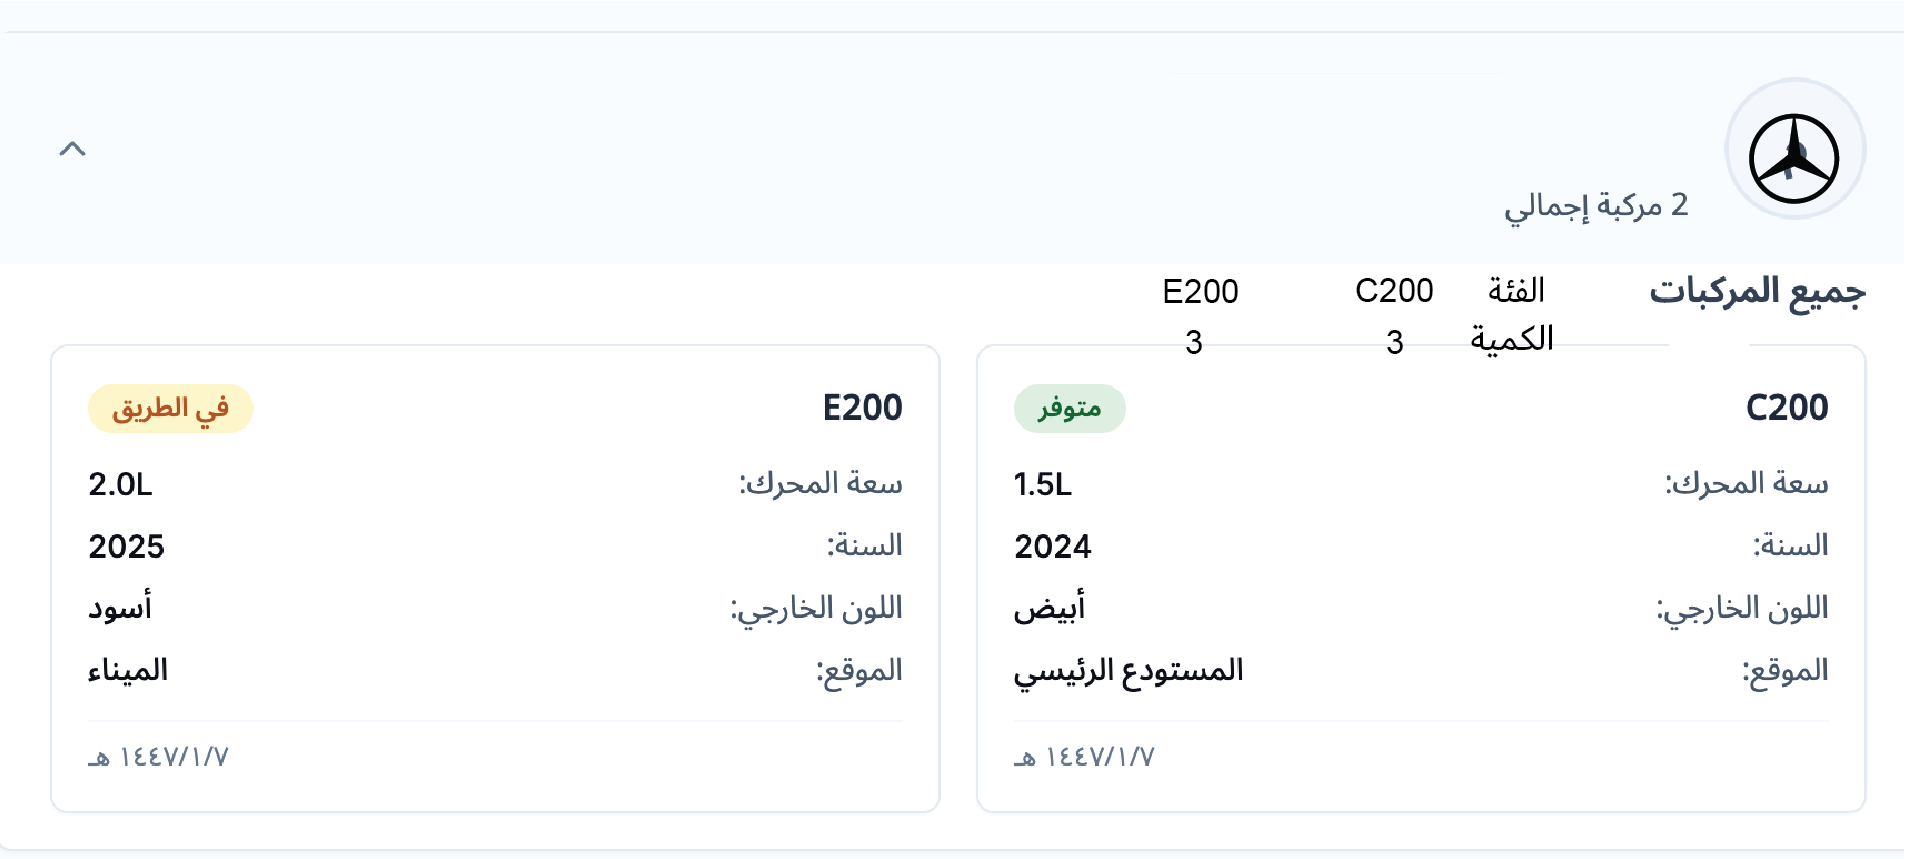 2 مركبة إجمالي
جميع المركبات
الفئة C200 E200
الكمية 3 3
C200 متوفر
سعة المحرك: 1.5L
السنة: 2024
اللون الخارجي: أبيض
الموقع: المستودع الرئيسي
١٤٤٧/١/٧ هـ
E200 في الطريق
سعة المحرك: 2.0L
السنة: 2025
اللون الخارجي: أسود
الموقع: الميناء
١٤٤٧/١/٧ هـ